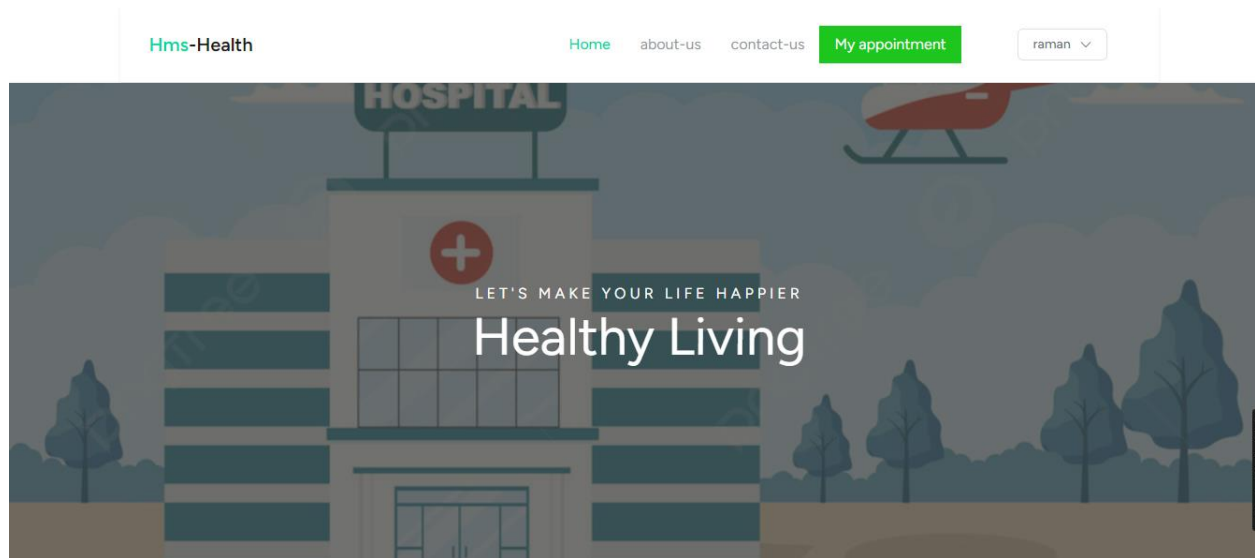 Hms-Health Home about-us contact-us My appointment raman
HOSPITAL
LET'S MAKE YOUR LIFE HAPPIER
Healthy Living